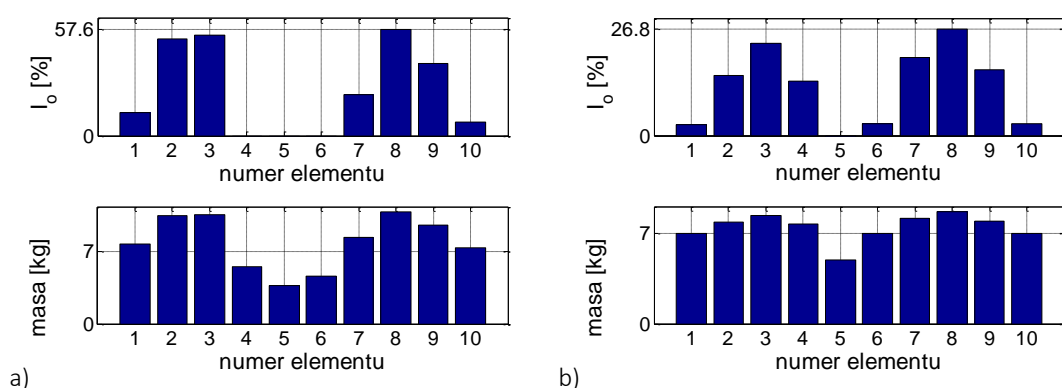 57.6
I_o [%]
0
1 2 3 4 5 6 7 8 9 10
numer elementu
7
masa [kg]
0
1 2 3 4 5 6 7 8 9 10
numer elementu
a)
26.8
I_o [%]
0
1 2 3 4 5 6 7 8 9 10
numer elementu
7
masa [kg]
0
1 2 3 4 5 6 7 8 9 10
numer elementu
b)